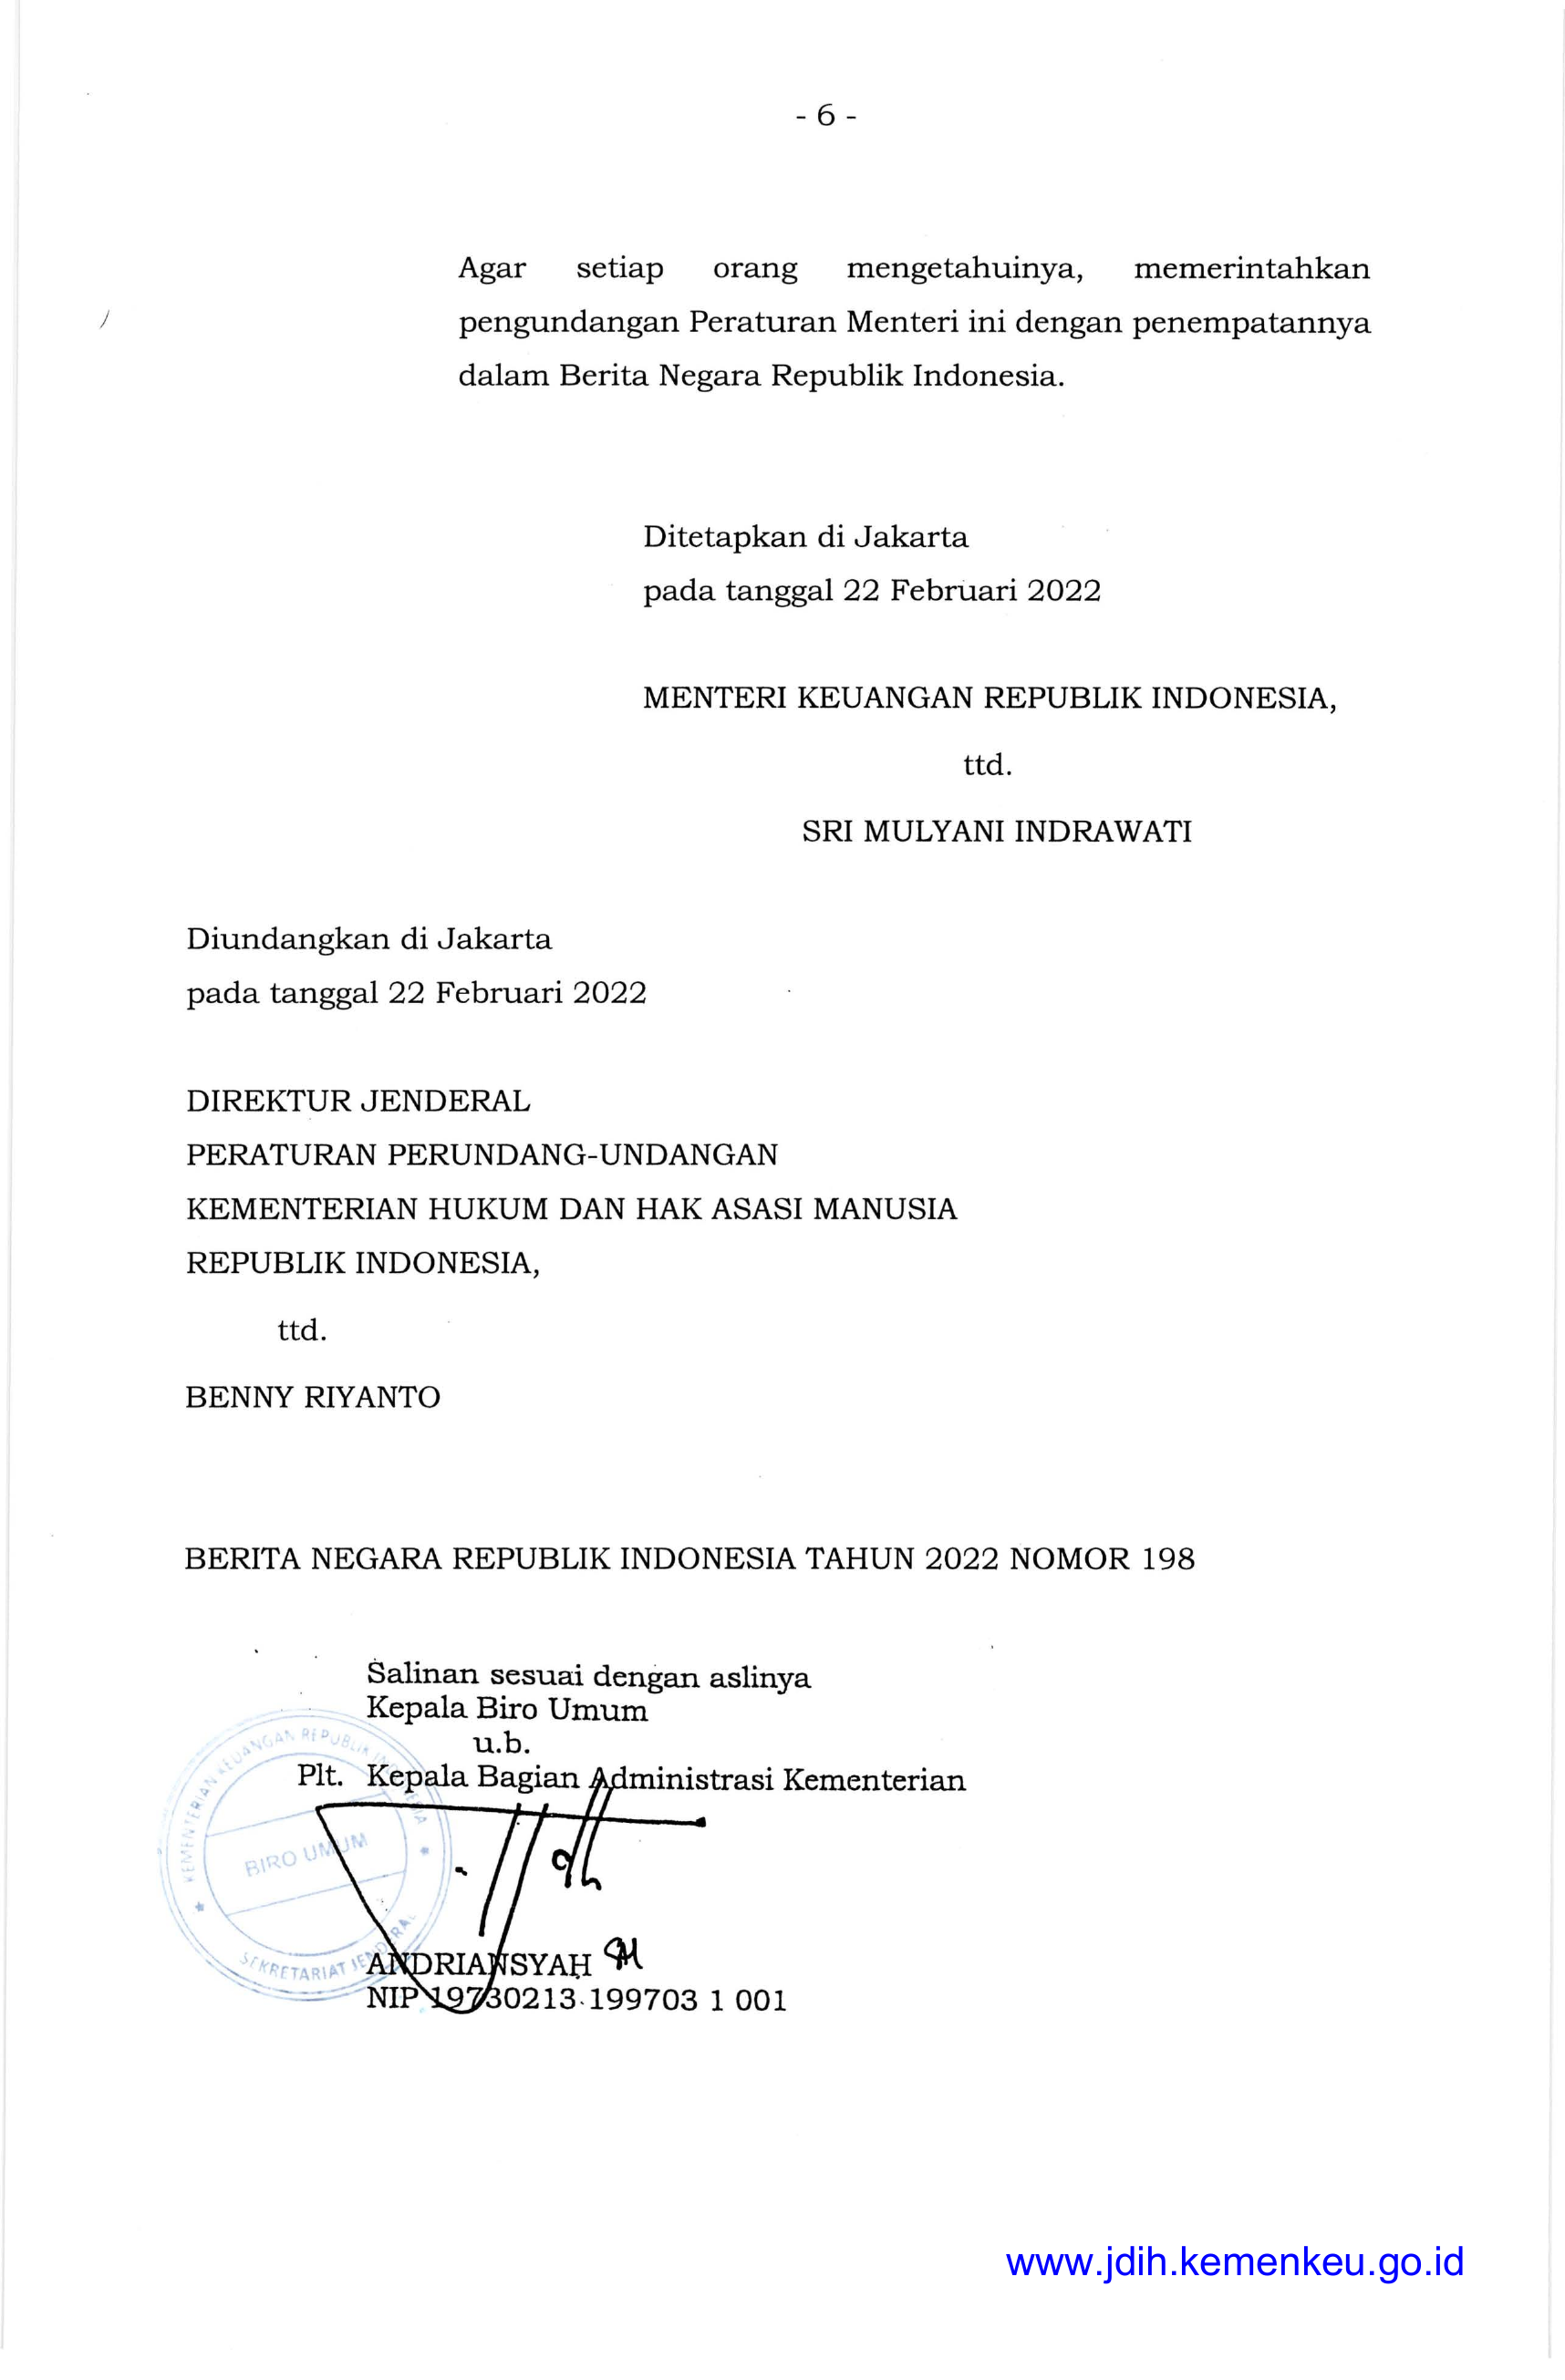 - 6 -
Agar setiap orang mengetahuinya, memerintahkan
pengundangan Peraturan Menteri ini dengan penempatannya
dalam Berita Negara Republik Indonesia.
Ditetapkan di Jakarta
pada tanggal 22 Februari 2022
MENTERI KEUANGAN REPUBLIK INDONESIA,
ttd.
SRI MULYANI INDRAWATI
Diundangkan di Jakarta
pada tanggal 22 Februari 2022
DIREKTUR JENDERAL
PERATURAN PERUNDANG-UNDANGAN
KEMENTERIAN HUKUM DAN HAK ASASI MANUSIA
REPUBLIK INDONESIA,
ttd.
BENNY RIYANTO
BERITA NEGARA REPUBLIK INDONESIA TAHUN 2022 NOMOR 198
Salinan sesuai dengan aslinya
Kepala Biro Umum
u.b.
Plt. Kepala Bagian Administrasi Kementerian
KEMENTERIAN KEUANGAN REPUBLIK INDONESIA
BIRO UMUM
SEKRETARIAT JENDERAL
ANDRIANSYAH
NIP 19730213 199703 1 001
www.jdih.kemenkeu.go.id